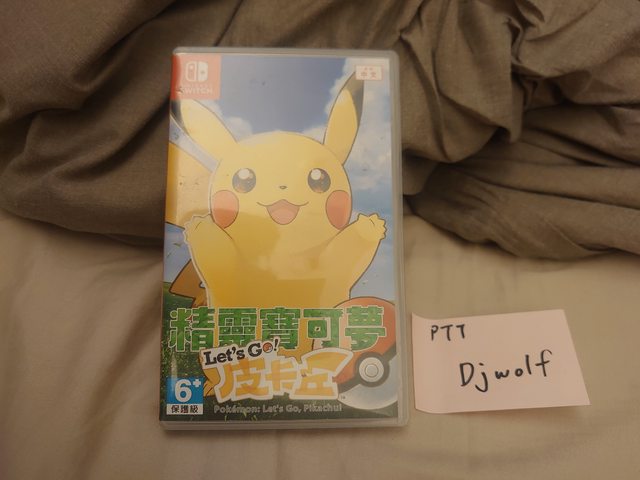 NINTENDO
SWITCH
中文
精靈寶可夢
Let's Go!
皮卡丘
6+
保護級
Pokémon: Let's Go, Pikachu!
PTT
Djwolf